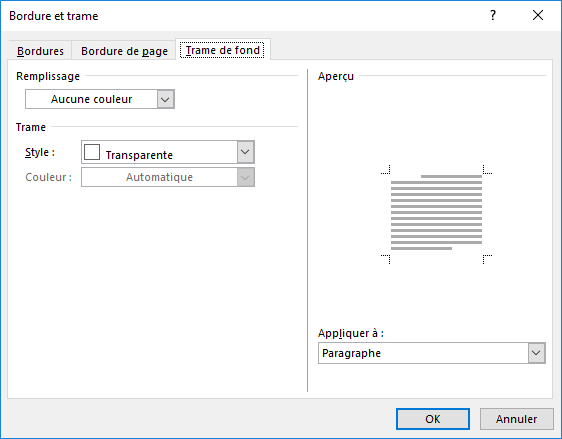 Bordure et trame
Bordures
Bordure de page
Trame de fond
Remplissage
Aucune couleur
Trame
Style :
Transparente
Couleur :
Automatique
Aperçu
Appliquer à :
Paragraphe
OK
Annuler